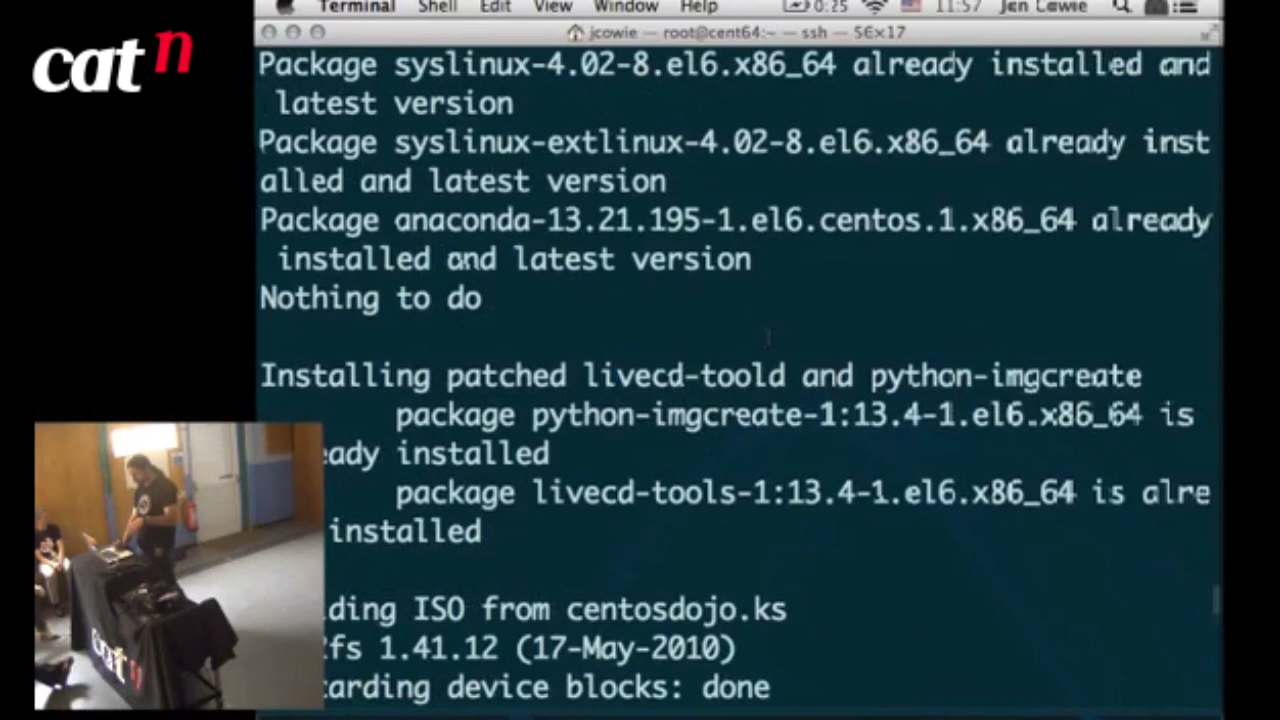 catn
Terminal Shell Edit View Window Help 0:25 11:57 Jen Cowie
jcowie — root@cent64:~ — ssh — 56×17
Package syslinux-4.02-8.el6.x86_64 already installed and
latest version
Package syslinux-extlinux-4.02-8.el6.x86_64 already inst
alled and latest version
Package anaconda-13.21.195-1.el6.centos.1.x86_64 already
installed and latest version
Nothing to do
Installing patched livecd-toold and python-imgcreate
package python-imgcreate-1:13.4-1.el6.x86_64 is
eady installed
package livecd-tools-1:13.4-1.el6.x86_64 is alre
installed
lding ISO from centosdojo.ks
2fs 1.41.12 (17-May-2010)
carding device blocks: done
catn